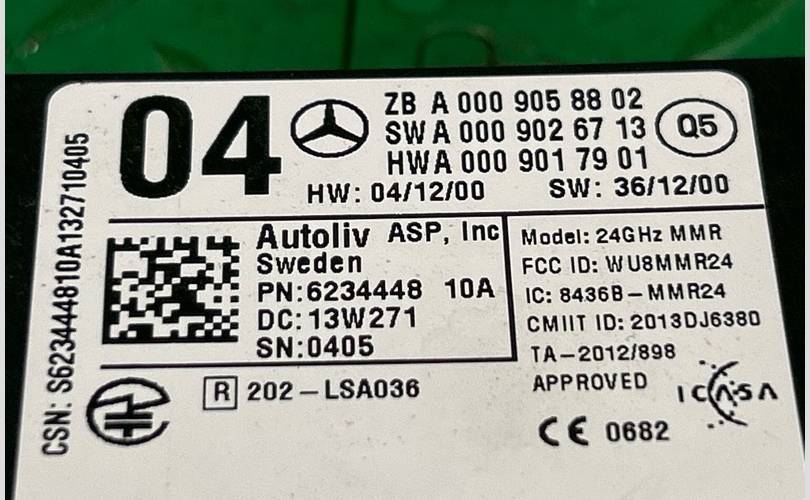 04
ZB A 000 905 88 02
SW A 000 902 67 13
HW A 000 901 79 01
Q5
HW: 04/12/00 SW: 36/12/00
CSN: S623444810A132710405
Autoliv ASP, Inc
Sweden
PN:6234448 10A
DC:13W271
SN:0405
Model: 24GHz MMR
FCC ID: WU8MMR24
IC: 8436B-MMR24
CMIIT ID: 2013DJ6380
TA-2012/898
APPROVED
ICASA
R 202-LSA036
CE 0682